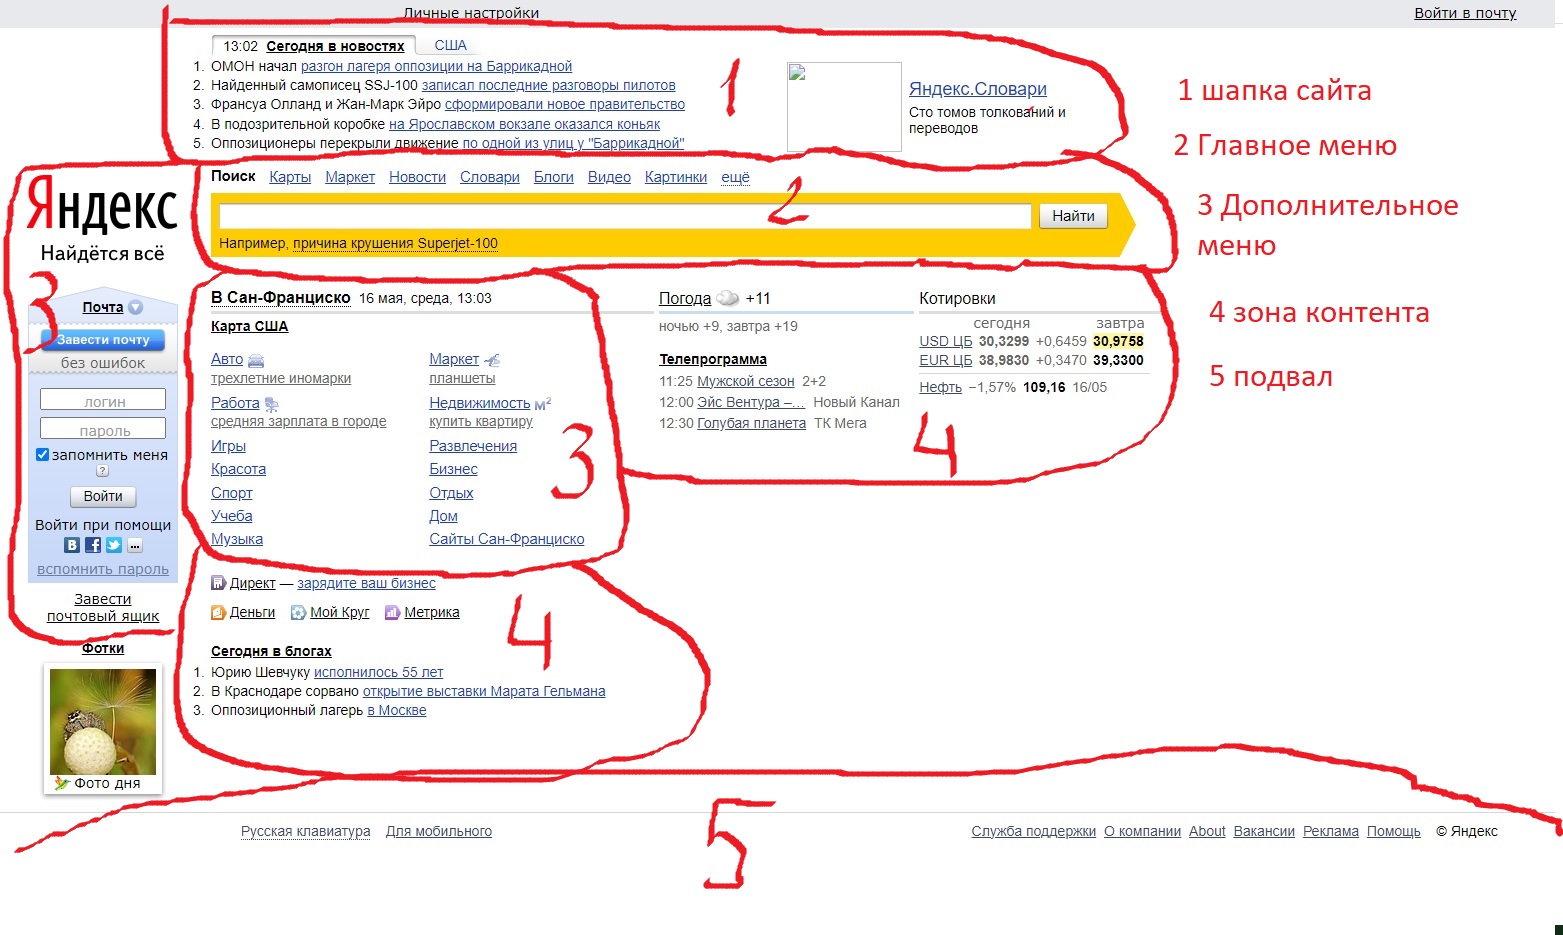 Личные настройки
Войти в почту
13:02 Сегодня в новостях США
1. ОМОН начал разгон лагеря оппозиции на Баррикадной
2. Найденный самописец SSJ-100 записал последние разговоры пилотов
3. Франсуа Олланд и Жан-Марк Эйро сформировали новое правительство
4. В подозрительной коробке на Ярославском вокзале оказался коньяк
5. Оппозиционеры перекрыли движение по одной из улиц у "Баррикадной"
1
Яндекс.Словари
Сто томов толкований и
переводов
1 шапка сайта
2 Главное меню
3 Дополнительное
меню
4 зона контента
5 подвал
Яндекс
Найдётся всё
Поиск Карты Маркет Новости Словари Блоги Видео Картинки ещё
2
Найти
Например, причина крушения Superjet-100
3
Почта
Завести почту
без ошибок
логин
пароль
запомнить меня
?
Войти
Войти при помощи
В f ...
вспомнить пароль
Завести
почтовый ящик
Фотки
Фото дня
В Сан-Франциско 16 мая, среда, 13:03
Карта США
Авто
трехлетние иномарки
Работа
средняя зарплата в городе
Игры
Красота
Спорт
Учеба
Музыка
Маркет
планшеты
Недвижимость м²
купить квартиру
Развлечения
Бизнес
Отдых
Дом
Сайты Сан-Франциско
3
Погода +11
ночью +9, завтра +19
Телепрограмма
11:25 Мужской сезон 2+2
12:00 Эйс Вентура –... Новый Канал
12:30 Голубая планета ТК Мега
Котировки
сегодня завтра
USD ЦБ 30,3299 +0,6459 30,9758
EUR ЦБ 38,9830 +0,3470 39,3300
Нефть −1,57% 109,16 16/05
4
Директ — зарядите ваш бизнес
Деньги Мой Круг Метрика
4
Сегодня в блогах
1. Юрию Шевчуку исполнилось 55 лет
2. В Краснодаре сорвано открытие выставки Марата Гельмана
3. Оппозиционный лагерь в Москве
5
Русская клавиатура Для мобильного
Служба поддержки О компании About Вакансии Реклама Помощь © Яндекс